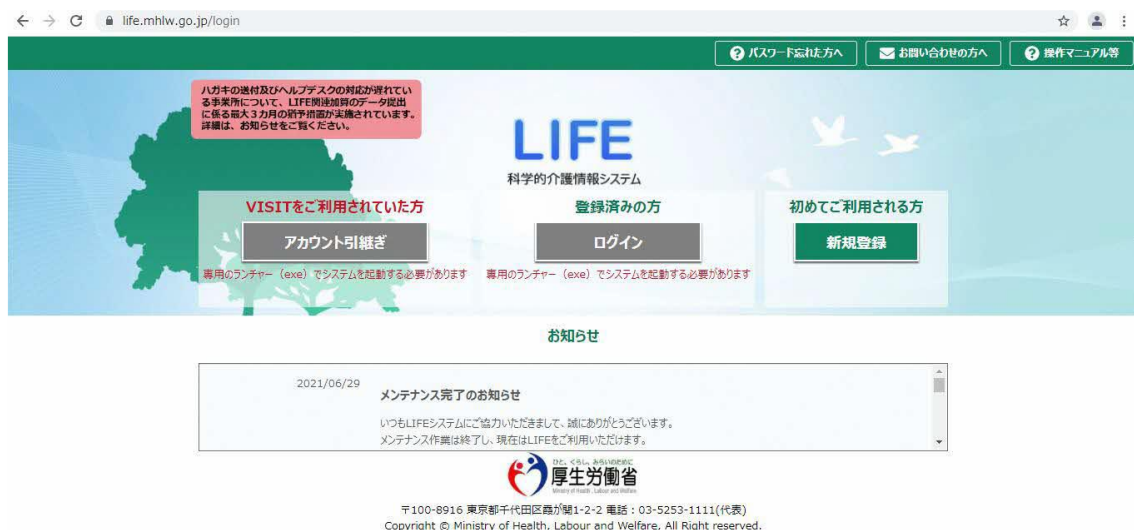 life.mhlw.go.jp/login
パスワード忘れた方へ
お問い合わせの方へ
操作マニュアル等
ハガキの送付及びヘルプデスクの対応が遅れてい
る事業所について、LIFE関連加算のデータ提出
に係る最大3カ月の猶予措置が実施されています。
詳細は、お知らせをご覧ください。
LIFE
科学的介護情報システム
VISITをご利用されていた方
アカウント引継ぎ
専用のランチャー（exe）でシステムを起動する必要があります
登録済みの方
ログイン
専用のランチャー（exe）でシステムを起動する必要があります
初めてご利用される方
新規登録
お知らせ
2021/06/29
メンテナンス完了のお知らせ
いつもLIFEシステムにご協力いただきまして、誠にありがとうございます。
メンテナンス作業は終了し、現在はLIFEをご利用いただけます。
ひと、くらし、みらいのために
厚生労働省
Ministry of Health, Labour and Welfare
〒100-8916 東京都千代田区霞が関1-2-2 電話：03-5253-1111(代表)
Copyright © Ministry of Health, Labour and Welfare, All Right reserved.